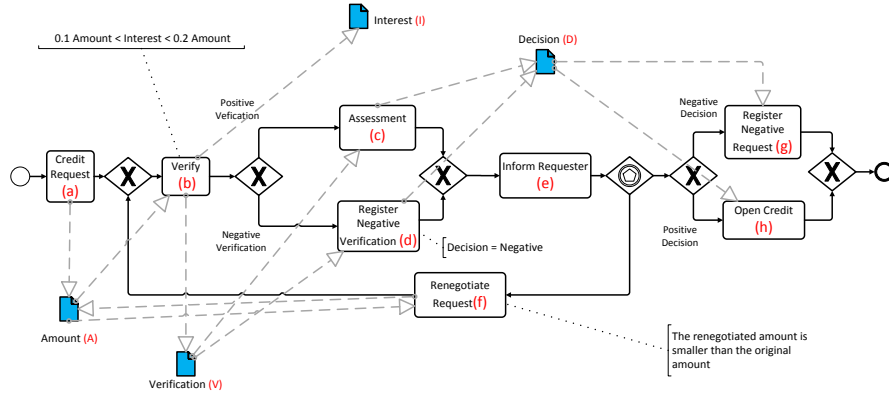 Interest (I)
0.1 Amount < Interest < 0.2 Amount
Decision (D)
Positive
Vefication
Negative
Decision
Credit
Request
(a)
X
Verify
(b)
X
Assessment
(c)
X
Inform Requester
(e)
X
Register
Negative
Request (g)
X
Negative
Verification
Register
Negative
Verification (d)
Decision = Negative
Positive
Decision
Open Credit
(h)
Renegotiate
Request(f)
Amount (A)
The renegotiated amount is
smaller than the original
amount
Verification (V)